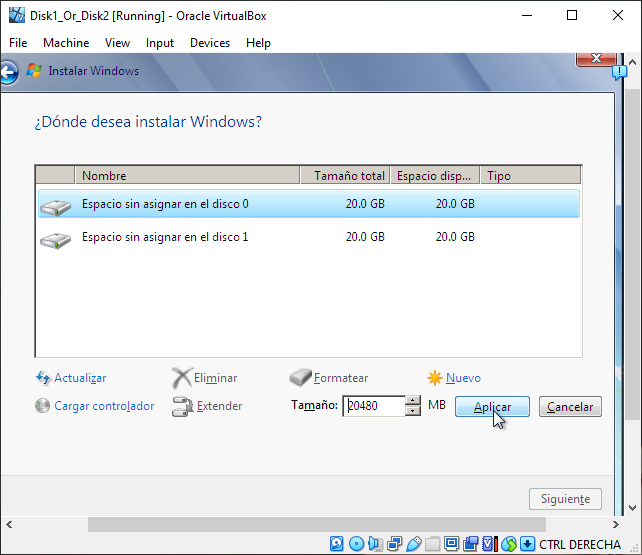 Disk1_Or_Disk2 [Running] - Oracle VirtualBox
File Machine View Input Devices Help
Instalar Windows
¿Dónde desea instalar Windows?
Nombre Tamaño total Espacio disp... Tipo
Espacio sin asignar en el disco 0 20.0 GB 20.0 GB
Espacio sin asignar en el disco 1 20.0 GB 20.0 GB
Actualizar Eliminar Formatear Nuevo
Cargar controlador Extender Tamaño: 20480 MB Aplicar Cancelar
Siguiente
CTRL DERECHA